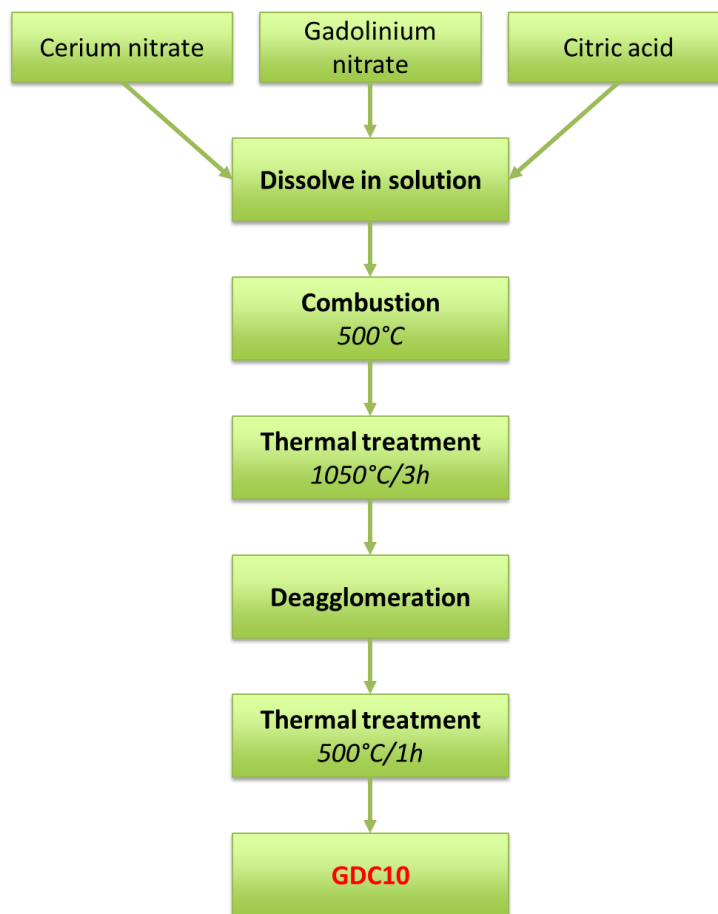 Cerium nitrate
Gadolinium
nitrate
Citric acid
Dissolve in solution
Combustion
500°C
Thermal treatment
1050°C/3h
Deagglomeration
Thermal treatment
500°C/1h
GDC10